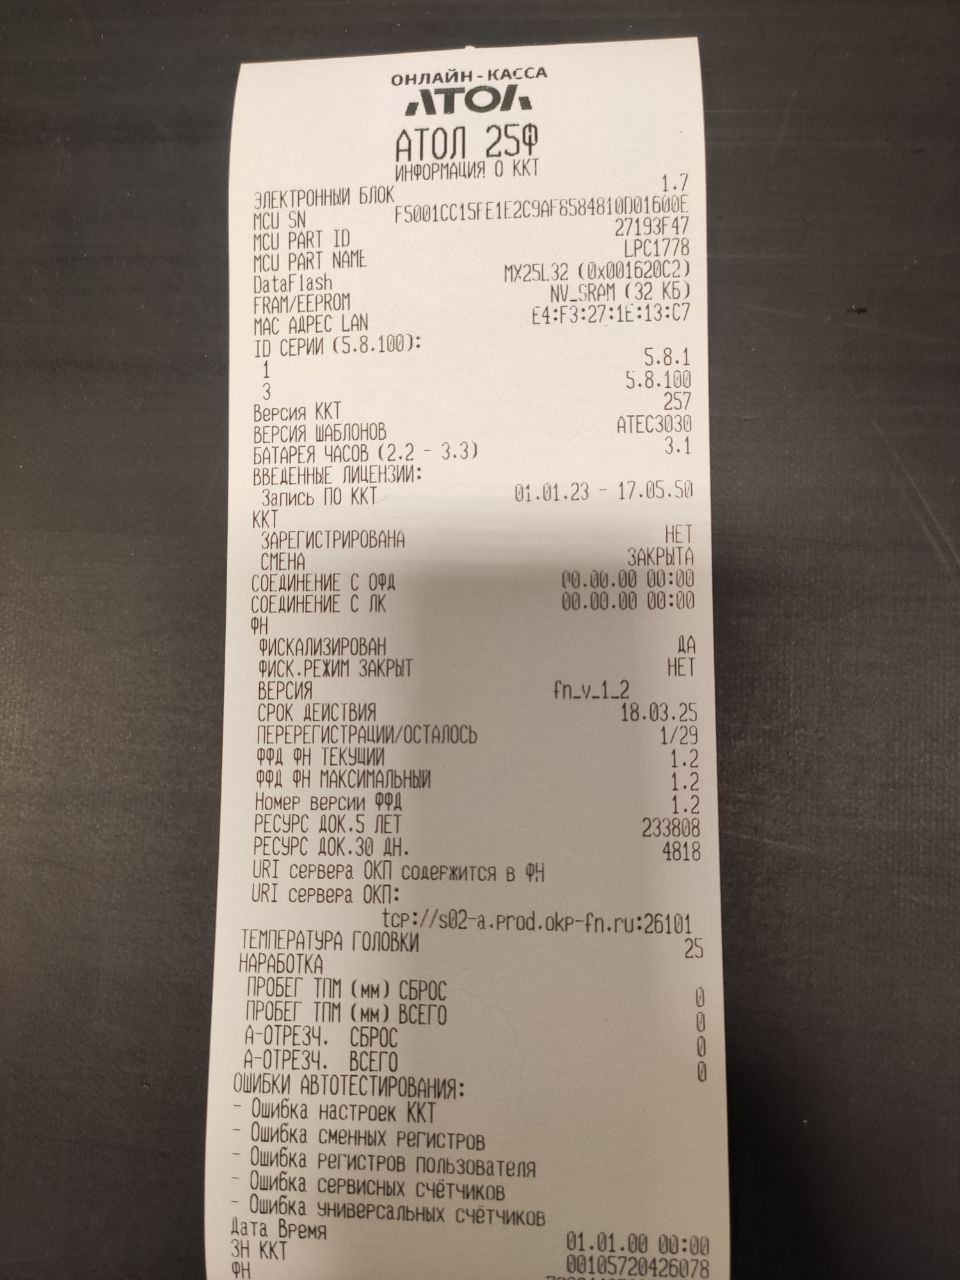 ОНЛАЙН-КАССА
АТОЛ
АТОЛ 25Ф
ИНФОРМАЦИЯ О ККТ
ЭЛЕКТРОННЫЙ БЛОК 1.7
MCU SN F5001CC15FE1E2C9AF8584810D01600E
MCU PART ID 27193F47
MCU PART NAME LPC1778
DataFlash MX25L32 (0x001620C2)
FRAM/EEPROM NV_SRAM (32 КБ)
MAC АДРЕС LAN E4:F3:27:1E:13:C7
ID СЕРИИ (5.8.100):
1 5.8.1
3 5.8.100
Версия ККТ 257
ВЕРСИЯ ШАБЛОНОВ ATEC3030
БАТАРЕЯ ЧАСОВ (2.2 - 3.3) 3.1
ВВЕДЕННЫЕ ЛИЦЕНЗИИ:
Запись ПО ККТ 01.01.23 - 17.05.50
ККТ
ЗАРЕГИСТРИРОВАНА НЕТ
СМЕНА ЗАКРЫТА
СОЕДИНЕНИЕ С ОФД 00.00.00 00:00
СОЕДИНЕНИЕ С ЛК 00.00.00 00:00
ФН
ФИСКАЛИЗИРОВАН ДА
ФИСК.РЕЖИМ ЗАКРЫТ НЕТ
ВЕРСИЯ fn_v_1_2
СРОК ДЕЙСТВИЯ 18.03.25
ПЕРЕРЕГИСТРАЦИИ/ОСТАЛОСЬ 1/29
ФФД ФН ТЕКУЩИЙ 1.2
ФФД ФН МАКСИМАЛЬНЫЙ 1.2
Номер версии ФФД 1.2
РЕСУРС ДОК.5 ЛЕТ 233808
РЕСУРС ДОК.30 ДН. 4818
URI сервера ОКП содержится в ФН
URI сервера ОКП:
tcp://s02-a.prod.okp-fn.ru:26101
ТЕМПЕРАТУРА ГОЛОВКИ 25
НАРАБОТКА
ПРОБЕГ ТПМ (мм) СБРОС 0
ПРОБЕГ ТПМ (мм) ВСЕГО 0
А-ОТРЕЗЧ. СБРОС 0
А-ОТРЕЗЧ. ВСЕГО 0
ОШИБКИ АВТОТЕСТИРОВАНИЯ:
- Ошибка настроек ККТ
- Ошибка сменных регистров
- Ошибка регистров пользователя
- Ошибка сервисных счётчиков
- Ошибка универсальных счётчиков
Дата Время 01.01.00 00:00
ЗН ККТ 00105720426078
ФН